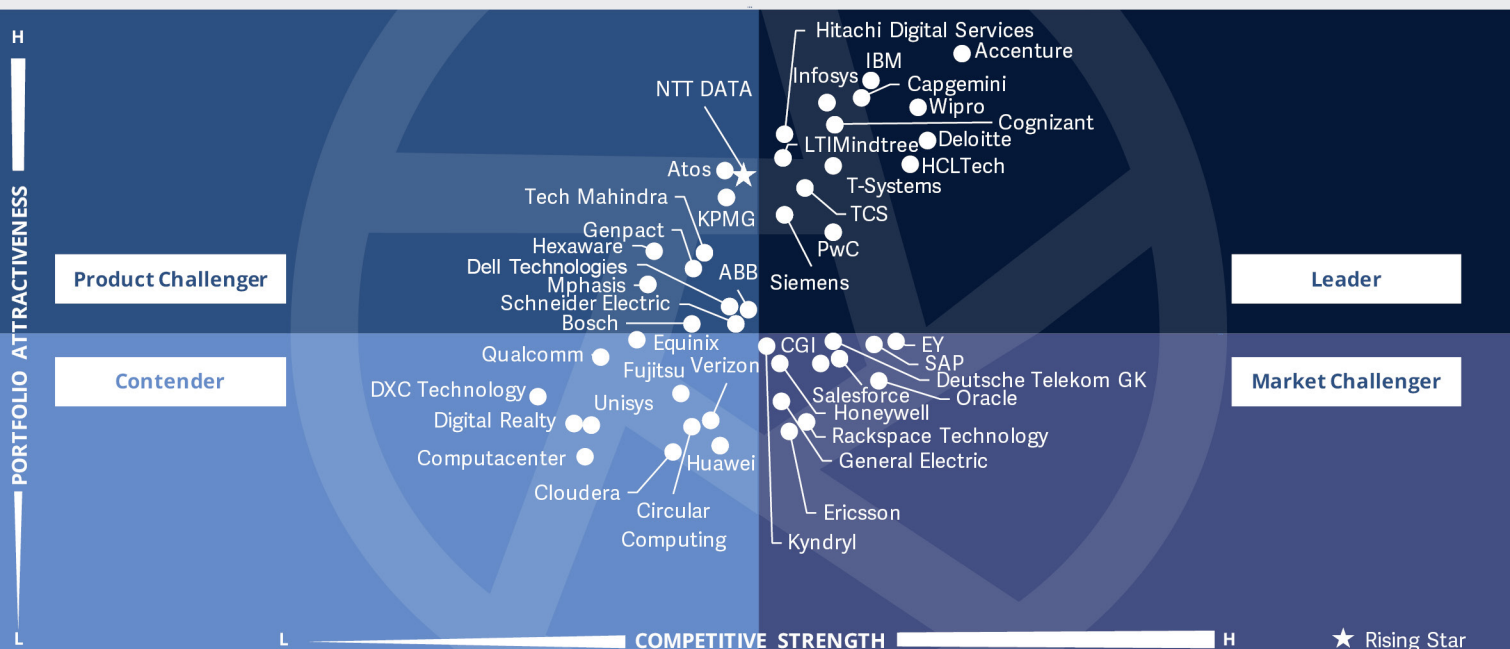 H
Hitachi Digital Services
Accenture
IBM
Infosys
Capgemini
NTT DATA
Wipro
Cognizant
Deloitte
LTIMindtree
Atos
HCLTech
T-Systems
Tech Mahindra
KPMG
TCS
Genpact
Hexaware
PwC
Dell Technologies
ABB
Product Challenger
Leader
Mphasis
Siemens
Schneider Electric
Bosch
PORTFOLIO ATTRACTIVENESS
Equinix
CGI
EY
Qualcomm
SAP
Fujitsu
Verizon
Contender
Deutsche Telekom GK
Market Challenger
DXC Technology
Salesforce
Oracle
Unisys
Honeywell
Digital Realty
Rackspace Technology
Computacenter
Huawei
General Electric
Cloudera
Circular
Computing
Ericsson
Kyndryl
L
L
COMPETITIVE STRENGTH
H
Rising Star